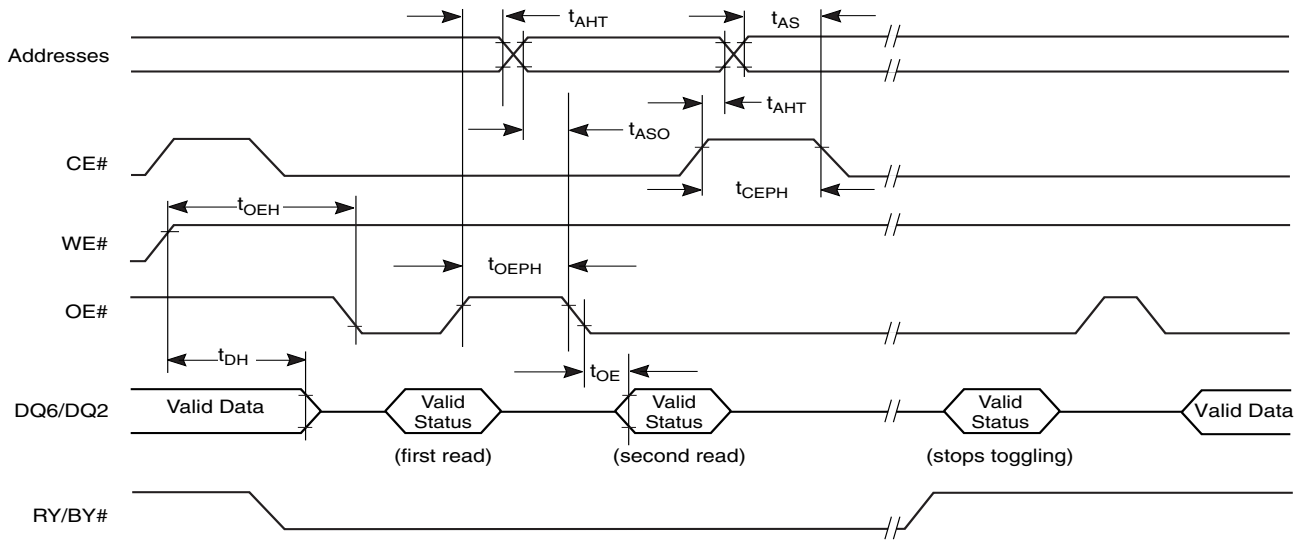 tAHT
tAS
Addresses
tAHT
tASO
CE#
tCEPH
tOEH
WE#
tOEPH
OE#
tDH
tOE
DQ6/DQ2
Valid Data
Valid
Status
Valid
Status
Valid
Status
Valid Data
(first read)
(second read)
(stops toggling)
RY/BY#